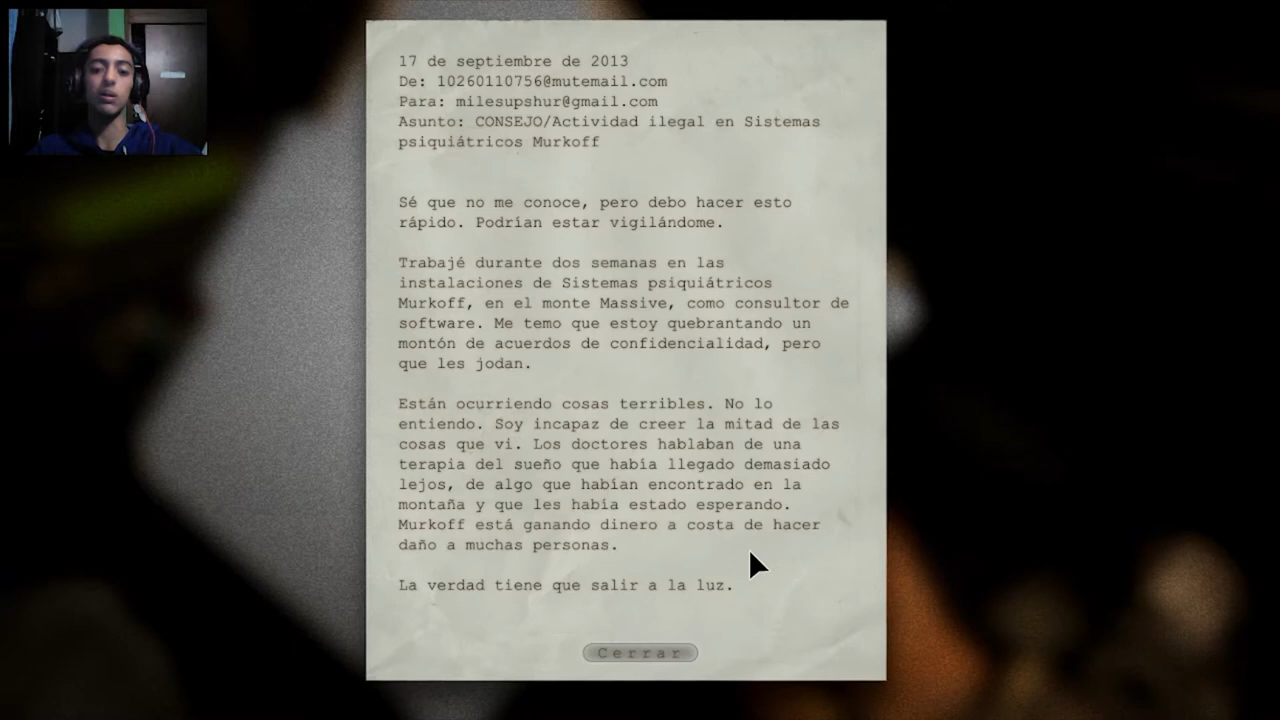 17 de septiembre de 2013
De: 10260110756@mutemail.com
Para: milesupshur@gmail.com
Asunto: CONSEJO/Actividad ilegal en Sistemas
psiquiátricos Murkoff
Sé que no me conoce, pero debo hacer esto
rápido. Podrían estar vigilándome.
Trabajé durante dos semanas en las
instalaciones de Sistemas psiquiátricos
Murkoff, en el monte Massive, como consultor de
software. Me temo que estoy quebrantando un
montón de acuerdos de confidencialidad, pero
que les jodan.
Están ocurriendo cosas terribles. No lo
entiendo. Soy incapaz de creer la mitad de las
cosas que vi. Los doctores hablaban de una
terapia del sueño que había llegado demasiado
lejos, de algo que habían encontrado en la
montaña y que les había estado esperando.
Murkoff está ganando dinero a costa de hacer
daño a muchas personas.
La verdad tiene que salir a la luz.
Cerrar